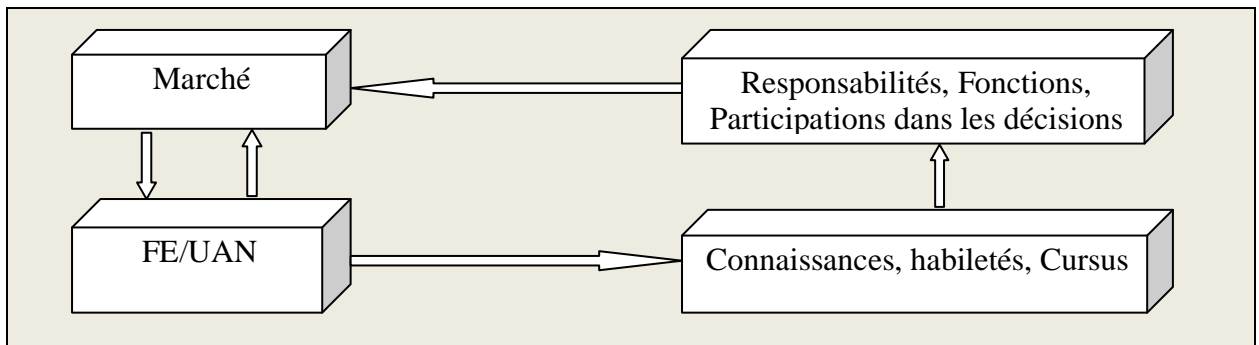 Marché
Responsabilités, Fonctions,
Participations dans les décisions
FE/UAN
Connaissances, habiletés, Cursus